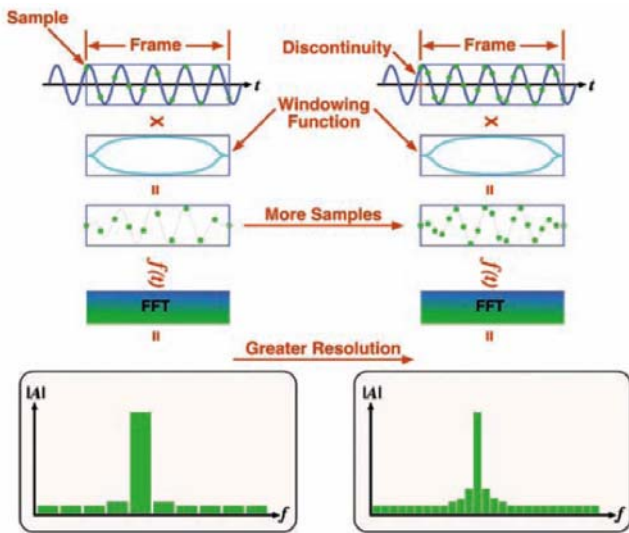 Sample
Frame
Discontinuity
Frame
t
t
X
Windowing
Function
X
=
=
More Samples
f(t)
f(t)
FFT
FFT
=
Greater Resolution
=
|A|
f
|A|
f